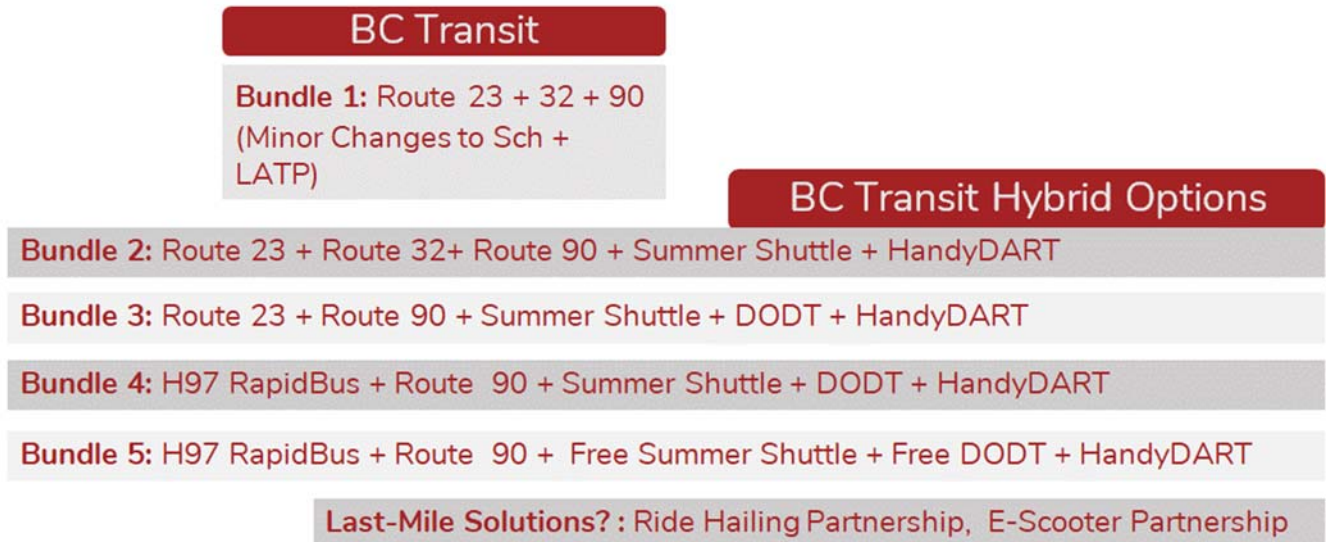 BC Transit
Bundle 1: Route 23 + 32 + 90
(Minor Changes to Sch +
LATP)
BC Transit Hybrid Options
Bundle 2: Route 23 + Route 32+ Route 90 + Summer Shuttle + HandyDART
Bundle 3: Route 23 + Route 90 + Summer Shuttle + DODT + HandyDART
Bundle 4: H97 RapidBus + Route 90 + Summer Shuttle + DODT + HandyDART
Bundle 5: H97 RapidBus + Route 90 + Free Summer Shuttle + Free DODT + HandyDART
Last-Mile Solutions? : Ride Hailing Partnership, E-Scooter Partnership